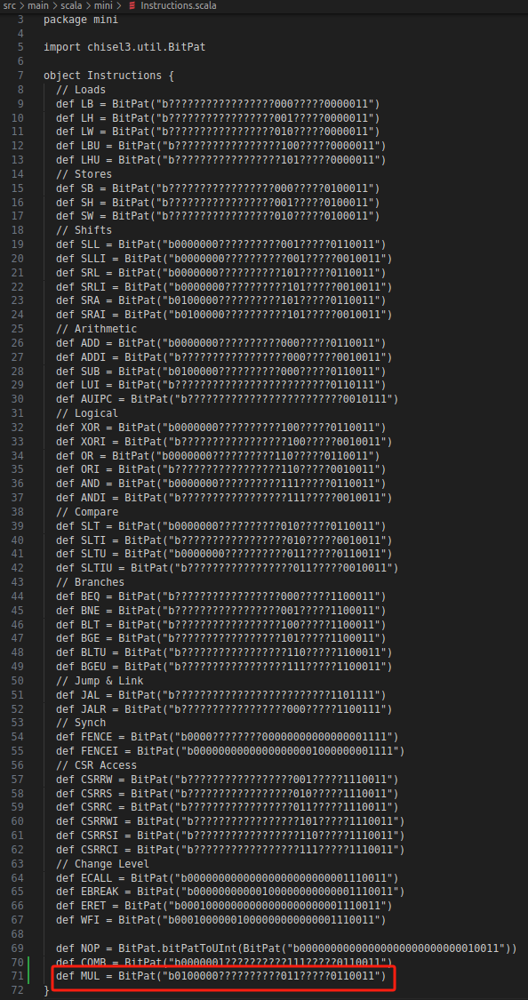 src > main > scala > mini > Instructions.scala
3 package mini
4
5 import chisel3.util.BitPat
6
7 object Instructions {
8 // Loads
9 def LB = BitPat("b?????????????????000?????0000011")
10 def LH = BitPat("b?????????????????001?????0000011")
11 def LW = BitPat("b?????????????????010?????0000011")
12 def LBU = BitPat("b?????????????????100?????0000011")
13 def LHU = BitPat("b?????????????????101?????0000011")
14 // Stores
15 def SB = BitPat("b?????????????????000?????0100011")
16 def SH = BitPat("b?????????????????001?????0100011")
17 def SW = BitPat("b?????????????????010?????0100011")
18 // Shifts
19 def SLL = BitPat("b0000000??????????001?????0110011")
20 def SLLI = BitPat("b0000000??????????001?????0010011")
21 def SRL = BitPat("b0000000??????????101?????0110011")
22 def SRLI = BitPat("b0000000??????????101?????0010011")
23 def SRA = BitPat("b0100000??????????101?????0110011")
24 def SRAI = BitPat("b0100000??????????101?????0010011")
25 // Arithmetic
26 def ADD = BitPat("b0000000??????????000?????0110011")
27 def ADDI = BitPat("b?????????????????000?????0010011")
28 def SUB = BitPat("b0100000??????????000?????0110011")
29 def LUI = BitPat("b?????????????????????????0110111")
30 def AUIPC = BitPat("b?????????????????????????0010111")
31 // Logical
32 def XOR = BitPat("b0000000??????????100?????0110011")
33 def XORI = BitPat("b?????????????????100?????0010011")
34 def OR = BitPat("b0000000??????????110?????0110011")
35 def ORI = BitPat("b?????????????????110?????0010011")
36 def AND = BitPat("b0000000??????????111?????0110011")
37 def ANDI = BitPat("b?????????????????111?????0010011")
38 // Compare
39 def SLT = BitPat("b0000000??????????010?????0110011")
40 def SLTI = BitPat("b?????????????????010?????0010011")
41 def SLTU = BitPat("b0000000??????????011?????0110011")
42 def SLTIU = BitPat("b?????????????????011?????0010011")
43 // Branches
44 def BEQ = BitPat("b?????????????????000?????1100011")
45 def BNE = BitPat("b?????????????????001?????1100011")
46 def BLT = BitPat("b?????????????????100?????1100011")
47 def BGE = BitPat("b?????????????????101?????1100011")
48 def BLTU = BitPat("b?????????????????110?????1100011")
49 def BGEU = BitPat("b?????????????????111?????1100011")
50 // Jump & Link
51 def JAL = BitPat("b?????????????????????????1101111")
52 def JALR = BitPat("b?????????????????000?????1100111")
53 // Synch
54 def FENCE = BitPat("b0000????????00000000000000001111")
55 def FENCEI = BitPat("b00000000000000000001000000001111")
56 // CSR Access
57 def CSRRW = BitPat("b?????????????????001?????1110011")
58 def CSRRS = BitPat("b?????????????????010?????1110011")
59 def CSRRC = BitPat("b?????????????????011?????1110011")
60 def CSRRWI = BitPat("b?????????????????101?????1110011")
61 def CSRRSI = BitPat("b?????????????????110?????1110011")
62 def CSRRCI = BitPat("b?????????????????111?????1110011")
63 // Change Level
64 def ECALL = BitPat("b00000000000000000000000001110011")
65 def EBREAK = BitPat("b00000000000100000000000001110011")
66 def ERET = BitPat("b00010000000000000000000001110011")
67 def WFI = BitPat("b00010000001000000000000001110011")
68
69 def NOP = BitPat.bitPatToUInt(BitPat("b00000000000000000000000000010011"))
70 def COMB = BitPat("b0000001??????????111?????0110011")
71 def MUL = BitPat("b0100000??????????011?????0110011")
72 }